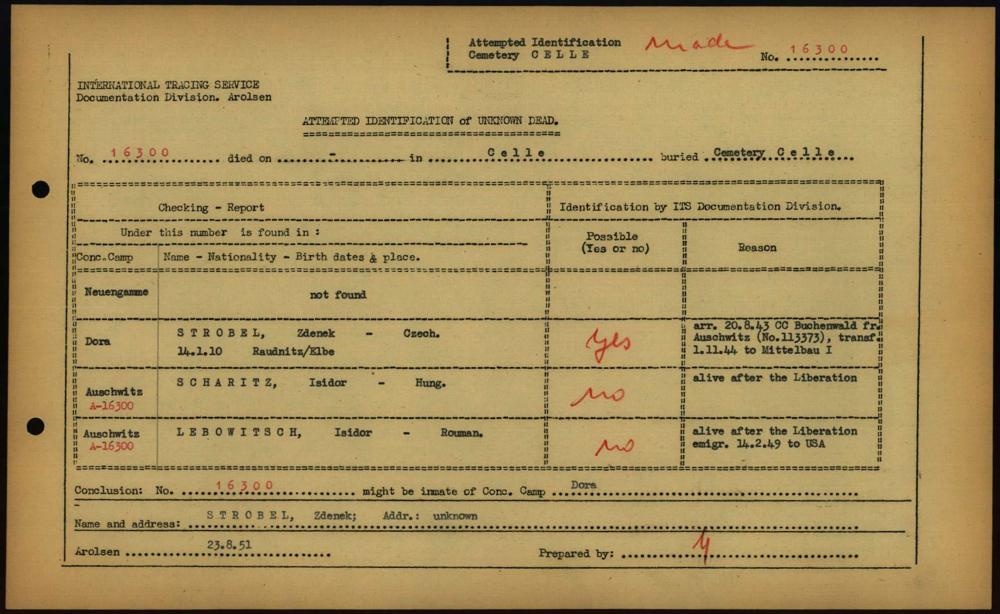 Attempted Identification made
Cemetery C E L L E No. 16300
INTERNATIONAL TRACING SERVICE
Documentation Division. Arolsen
ATTEMPTED IDENTIFICATION of UNKNOWN DEAD.
No. 16300 died on - in Celle buried Cemetery Celle
Checking - Report Identification by ITS Documentation Division.
Under this number is found in :
Possible
(Yes or no) Reason
Conc.Camp Name - Nationality - Birth dates & place.
Neuengamme not found
Dora S T R O B E L, Zdenek - Czech.
14.1.10 Raudnitz/Elbe
yes
arr. 20.8.43 CC Buchenwald fr.
Auschwitz (No.113373), transf.
1.11.44 to Mittelbau I
Auschwitz S C H A R I T Z, Isidor - Hung.
A-16300
no
alive after the Liberation
Auschwitz L E B O W I T S C H, Isidor - Rouman.
A-16300
no
alive after the Liberation
emigr. 14.2.49 to USA
Conclusion: No. 16300 might be inmate of Conc. Camp Dora
Name and address: S T R O B E L, Zdenek; Addr.: unknown
Arolsen 23.8.51 Prepared by: